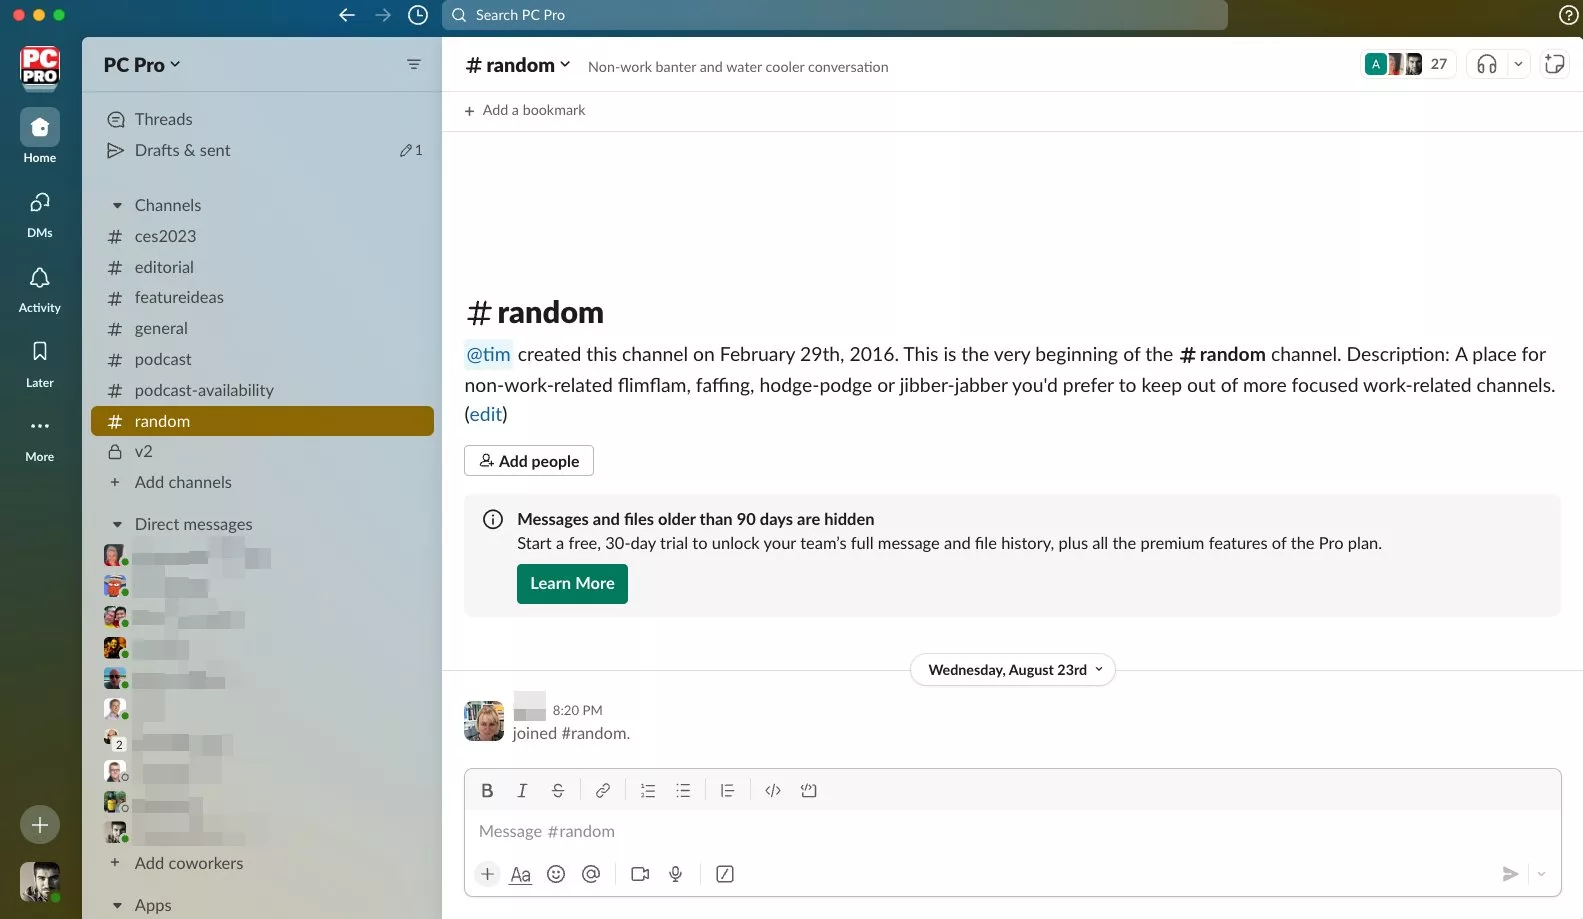 Search PC Pro
PC
PRO
PC Pro
Home
DMs
Activity
Later
More
Threads
Drafts & sent 1
Channels
# ces2023
# editorial
# featureideas
# general
# podcast
# podcast-availability
# random
v2
+ Add channels
Direct messages
2
+ Add coworkers
Apps
# random Non-work banter and water cooler conversation
A 27
+ Add a bookmark
# random
@tim created this channel on February 29th, 2016. This is the very beginning of the # random channel. Description: A place for
non-work-related flimflam, faffing, hodge-podge or jibber-jabber you'd prefer to keep out of more focused work-related channels.
(edit)
Add people
Messages and files older than 90 days are hidden
Start a free, 30-day trial to unlock your team's full message and file history, plus all the premium features of the Pro plan.
Learn More
Wednesday, August 23rd
8:20 PM
joined #random.
B I S
Message #random
+ Aa @